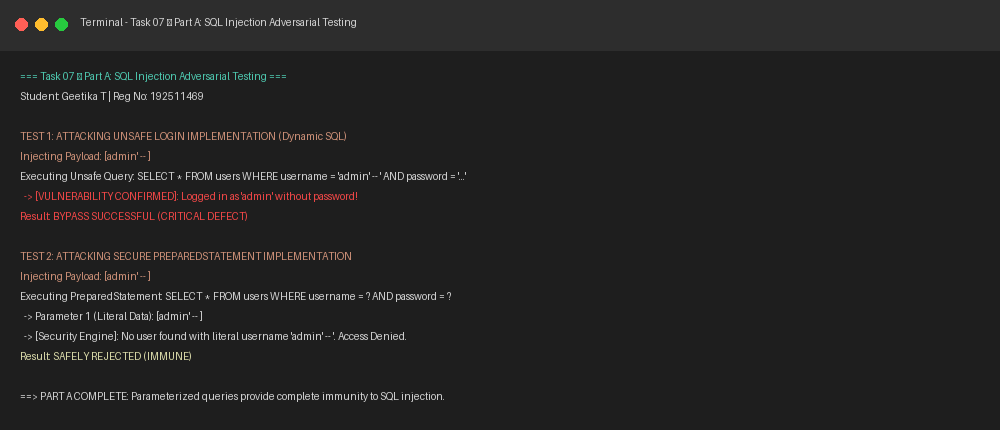 Terminal - Task 07 ▯ Part A: SQL Injection Adversarial Testing
=== Task 07 ▯ Part A: SQL Injection Adversarial Testing ===
Student: Geetika T | Reg No: 192511469
TEST 1: ATTACKING UNSAFE LOGIN IMPLEMENTATION (Dynamic SQL)
Injecting Payload: [admin' -- ]
Executing Unsafe Query: SELECT * FROM users WHERE username = 'admin' -- ' AND password = '...'
-> [VULNERABILITY CONFIRMED]: Logged in as 'admin' without password!
Result: BYPASS SUCCESSFUL (CRITICAL DEFECT)
TEST 2: ATTACKING SECURE PREPAREDSTATEMENT IMPLEMENTATION
Injecting Payload: [admin' -- ]
Executing PreparedStatement: SELECT * FROM users WHERE username = ? AND password = ?
-> Parameter 1 (Literal Data): [admin' -- ]
-> [Security Engine]: No user found with literal username 'admin' -- '. Access Denied.
Result: SAFELY REJECTED (IMMUNE)
==> PART A COMPLETE: Parameterized queries provide complete immunity to SQL injection.